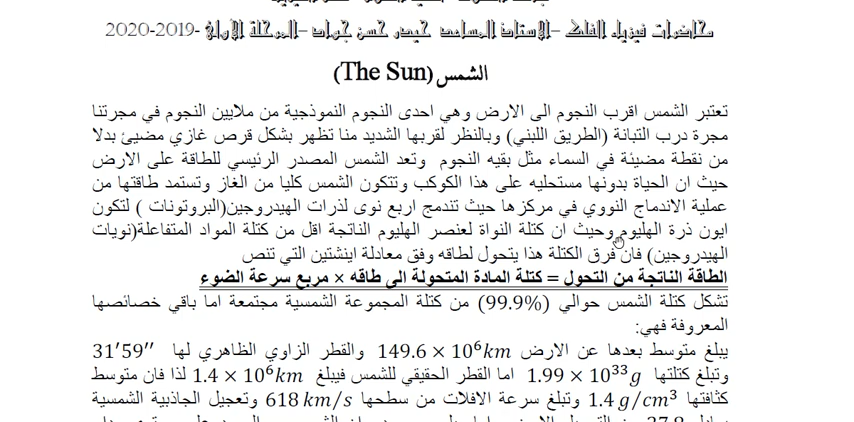 محاضرات فيزياء الفلك –الاستاذ المساعد حيدر حسن جواد –المرحلة الأولى -2019-2020
الشمس (The Sun)
تعتبر الشمس اقرب النجوم الى الارض وهي احدى النجوم النموذجية من ملايين النجوم في مجرتنا
مجرة درب التبانة (الطريق اللبني) وبالنظر لقربها الشديد منا تظهر بشكل قرص غازي مضيئ بدلا
من نقطة مضيئة في السماء مثل بقيه النجوم وتعد الشمس المصدر الرئيسي للطاقة على الارض
حيث ان الحياة بدونها مستحليه على هذا الكوكب وتتكون الشمس كليا من الغاز وتستمد طاقتها من
عملية الاندماج النووي في مركزها حيث تندمج اربع نوى لذرات الهيدروجين(البروتونات ) لتكون
ايون ذرة الهليوم وحيث ان كتلة النواة لعنصر الهليوم الناتجة اقل من كتلة المواد المتفاعلة(نويات
الهيدروجين) فان فرق الكتلة هذا يتحول لطاقه وفق معادلة اينشتين التي تنص
الطاقة الناتجة من التحول = كتلة المادة المتحولة الى طاقه × مربع سرعة الضوء
تشكل كتلة الشمس حوالي (99.9%) من كتلة المجموعة الشمسية مجتمعة اما باقي خصائصها
المعروفة فهي:
يبلغ متوسط بعدها عن الارض 149.6 × 10⁶km والقطر الزاوي الظاهري لها 31′59′′
وتبلغ كتلتها 1.99 × 10³³g اما القطر الحقيقي للشمس فيبلغ 1.4 × 10⁶km لذا فان متوسط
كثافتها 1.4 g/cm³ وتبلغ سرعة الافلات من سطحها 618 km/s وتعجيل الجاذبية الشمسية